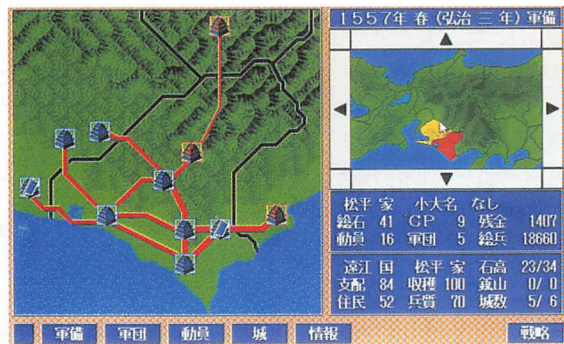 1557年 春 (弘治 三 年) 軍備
松平 家 小大名 なし
総石 41 GP 9 残金 1407
動員 16 軍団 5 総兵 18660
遠江 国 松平 家 石高 23/34
支配 84 収穫 100 鉱山 0/ 0
住民 52 兵質 70 城数 5/ 6
軍備 軍団 動員 城 情報 戦略